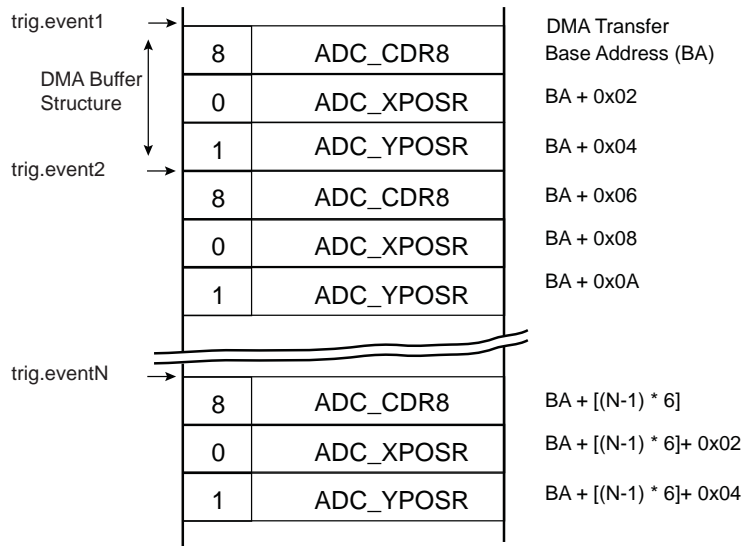 trig.event1
DMA Transfer
Base Address (BA)
8 ADC_CDR8
DMA Buffer
Structure
0 ADC_XPOSR BA + 0x02
1 ADC_YPOSR BA + 0x04
trig.event2
8 ADC_CDR8 BA + 0x06
0 ADC_XPOSR BA + 0x08
1 ADC_YPOSR BA + 0x0A
trig.eventN
8 ADC_CDR8 BA + [(N-1) * 6]
0 ADC_XPOSR BA + [(N-1) * 6]+ 0x02
1 ADC_YPOSR BA + [(N-1) * 6]+ 0x04